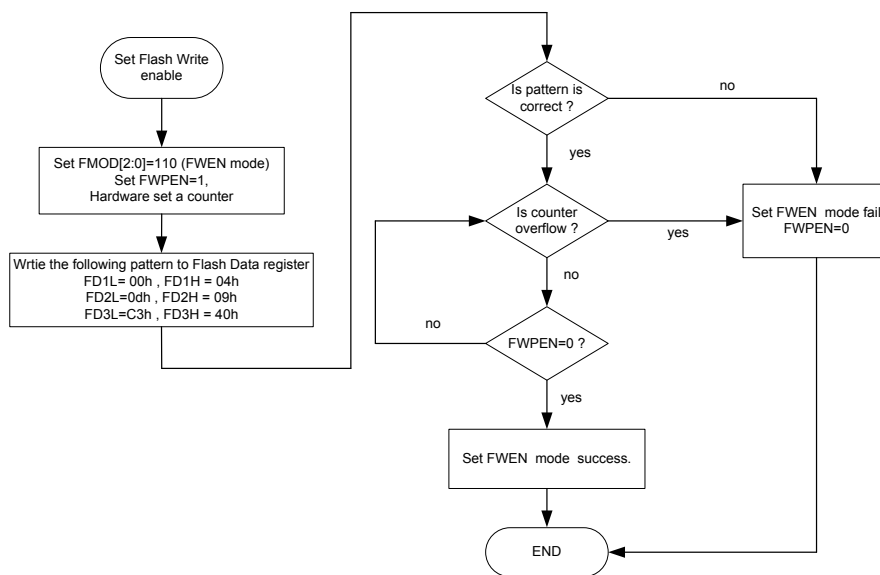 Set Flash Write
enable
Set FMOD[2:0]=110 (FWEN mode)
Set FWPEN=1,
Hardware set a counter
Wrtie the following pattern to Flash Data register
FD1L= 00h , FD1H = 04h
FD2L=0dh , FD2H = 09h
FD3L=C3h , FD3H = 40h
Is pattern is
correct ?
no
yes
Is counter
overflow ?
yes
Set FWEN mode fail
FWPEN=0
no
no
FWPEN=0 ?
yes
Set FWEN mode success.
END